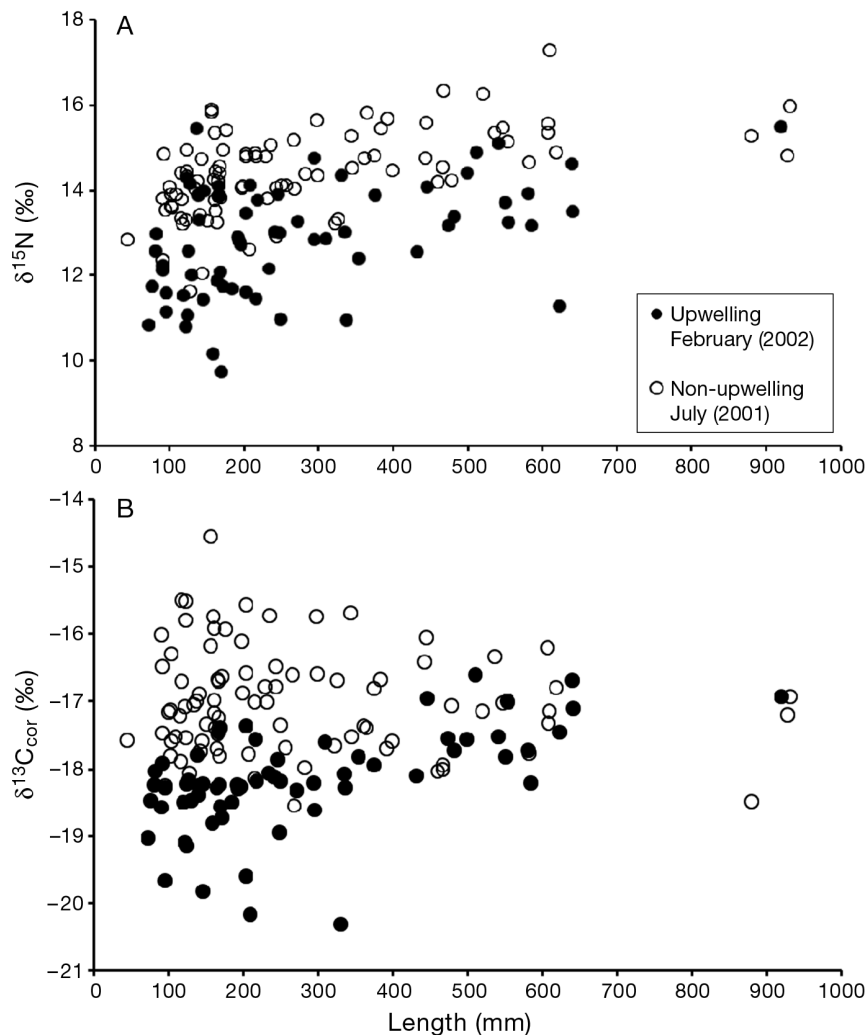 A
18
16
14
12
10
8
δ15N (‰)
0 100 200 300 400 500 600 700 800 900 1000
Upwelling
February (2002)
Non-upwelling
July (2001)
B
−14
−15
−16
−17
−18
−19
−20
−21
δ13Ccor (‰)
0 100 200 300 400 500 600 700 800 900 1000
Length (mm)